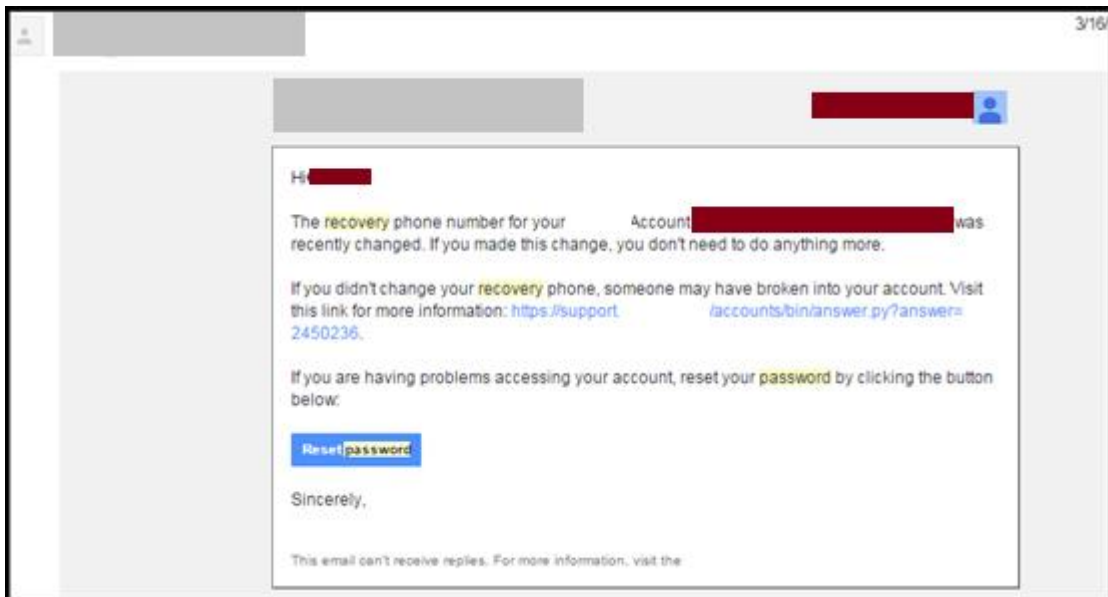 3/16/
Hi
The recovery phone number for your Account was
recently changed. If you made this change, you don't need to do anything more.
If you didn't change your recovery phone, someone may have broken into your account. Visit
this link for more information: https://support. /accounts/bin/answer.py?answer=
2450236.
If you are having problems accessing your account, reset your password by clicking the button
below:
Reset password
Sincerely,
This email can't receive replies. For more information, visit the